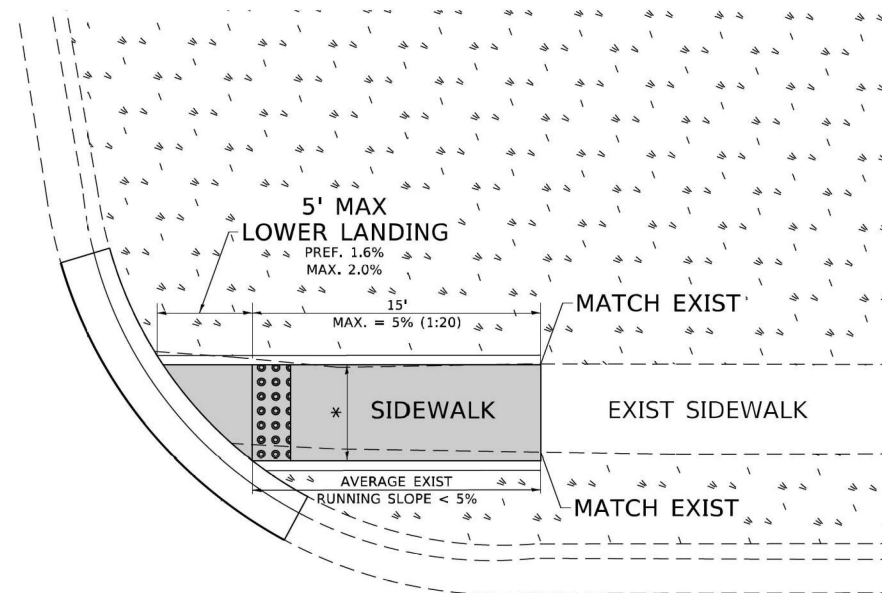 5' MAX
LOWER LANDING
PREF. 1.6%
MAX. 2.0%
15'
MAX. = 5% (1:20)
MATCH EXIST
*
SIDEWALK
EXIST SIDEWALK
AVERAGE EXIST
RUNNING SLOPE < 5%
MATCH EXIST